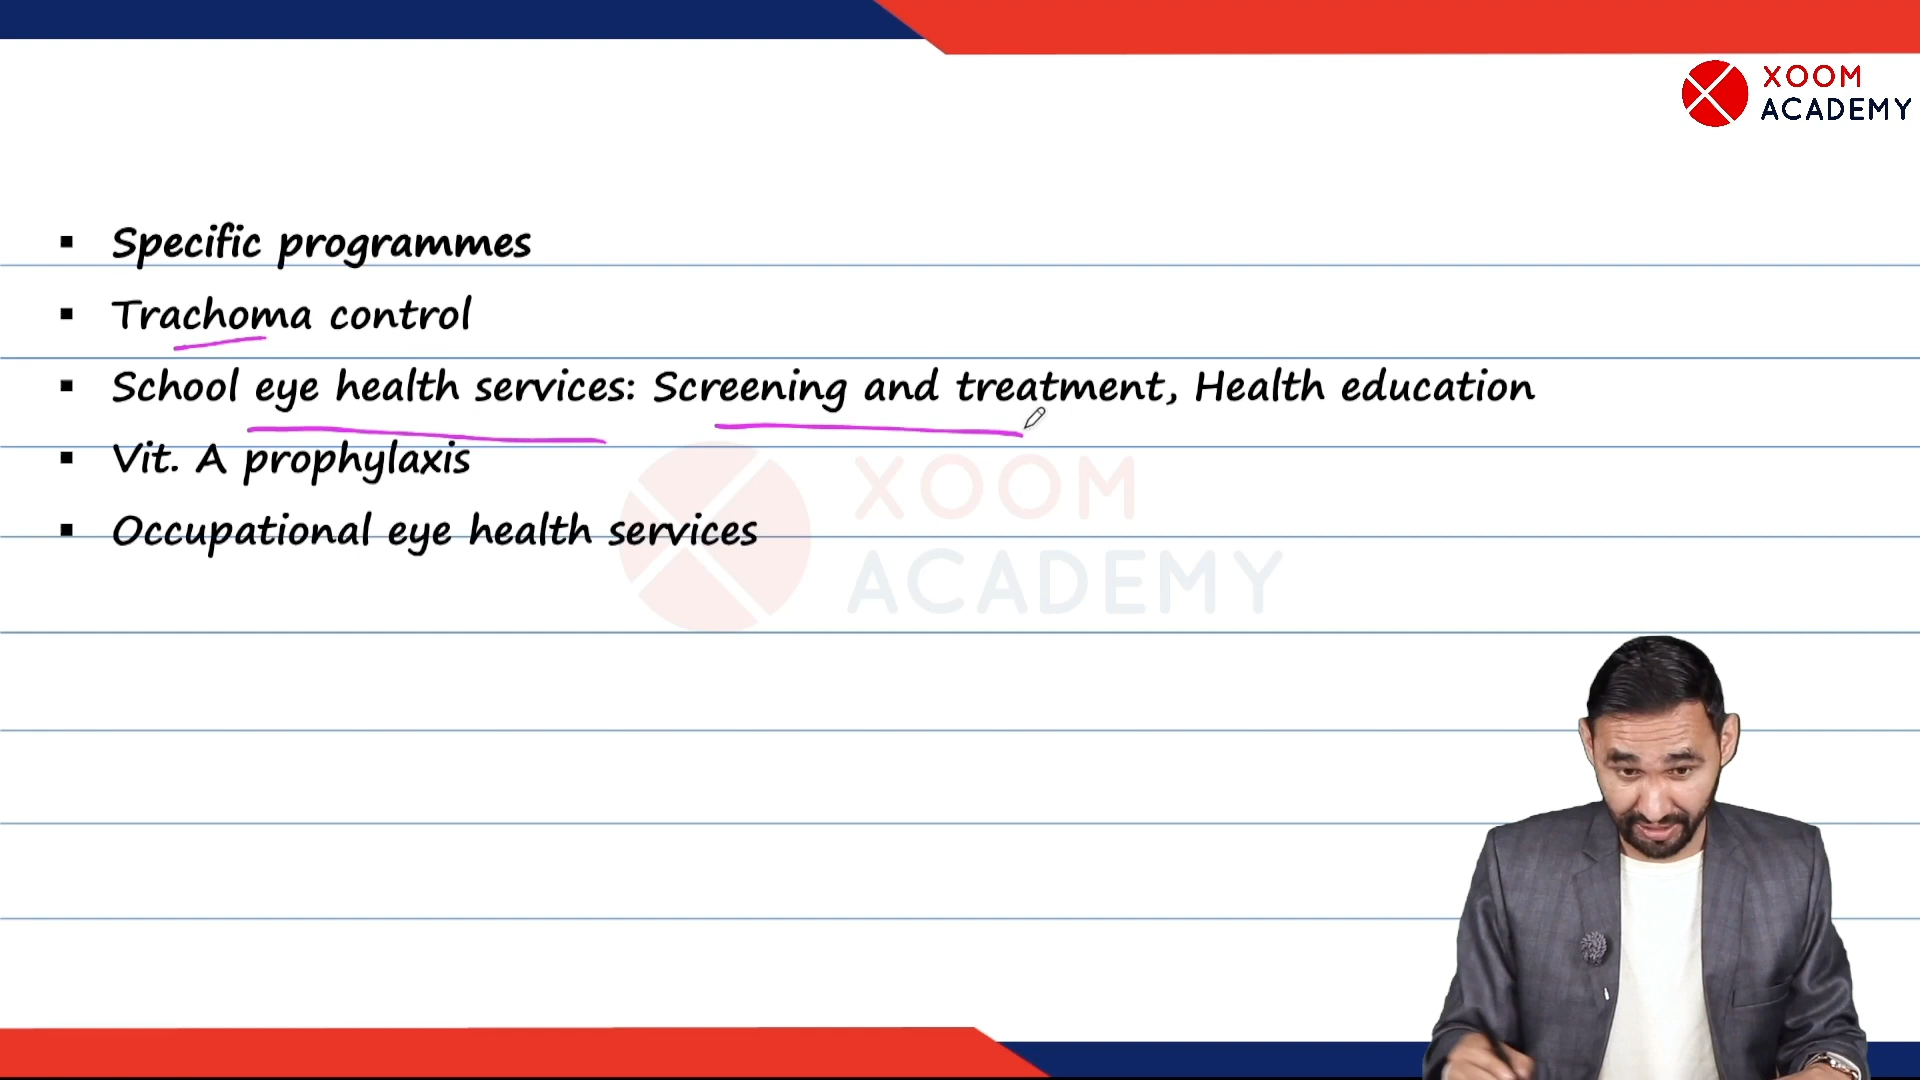 XOOM
ACADEMY
▪ Specific programmes
▪ Trachoma control
▪ School eye health services: Screening and treatment, Health education
▪ Vit. A prophylaxis
▪ Occupational eye health services
XOOM
ACADEMY